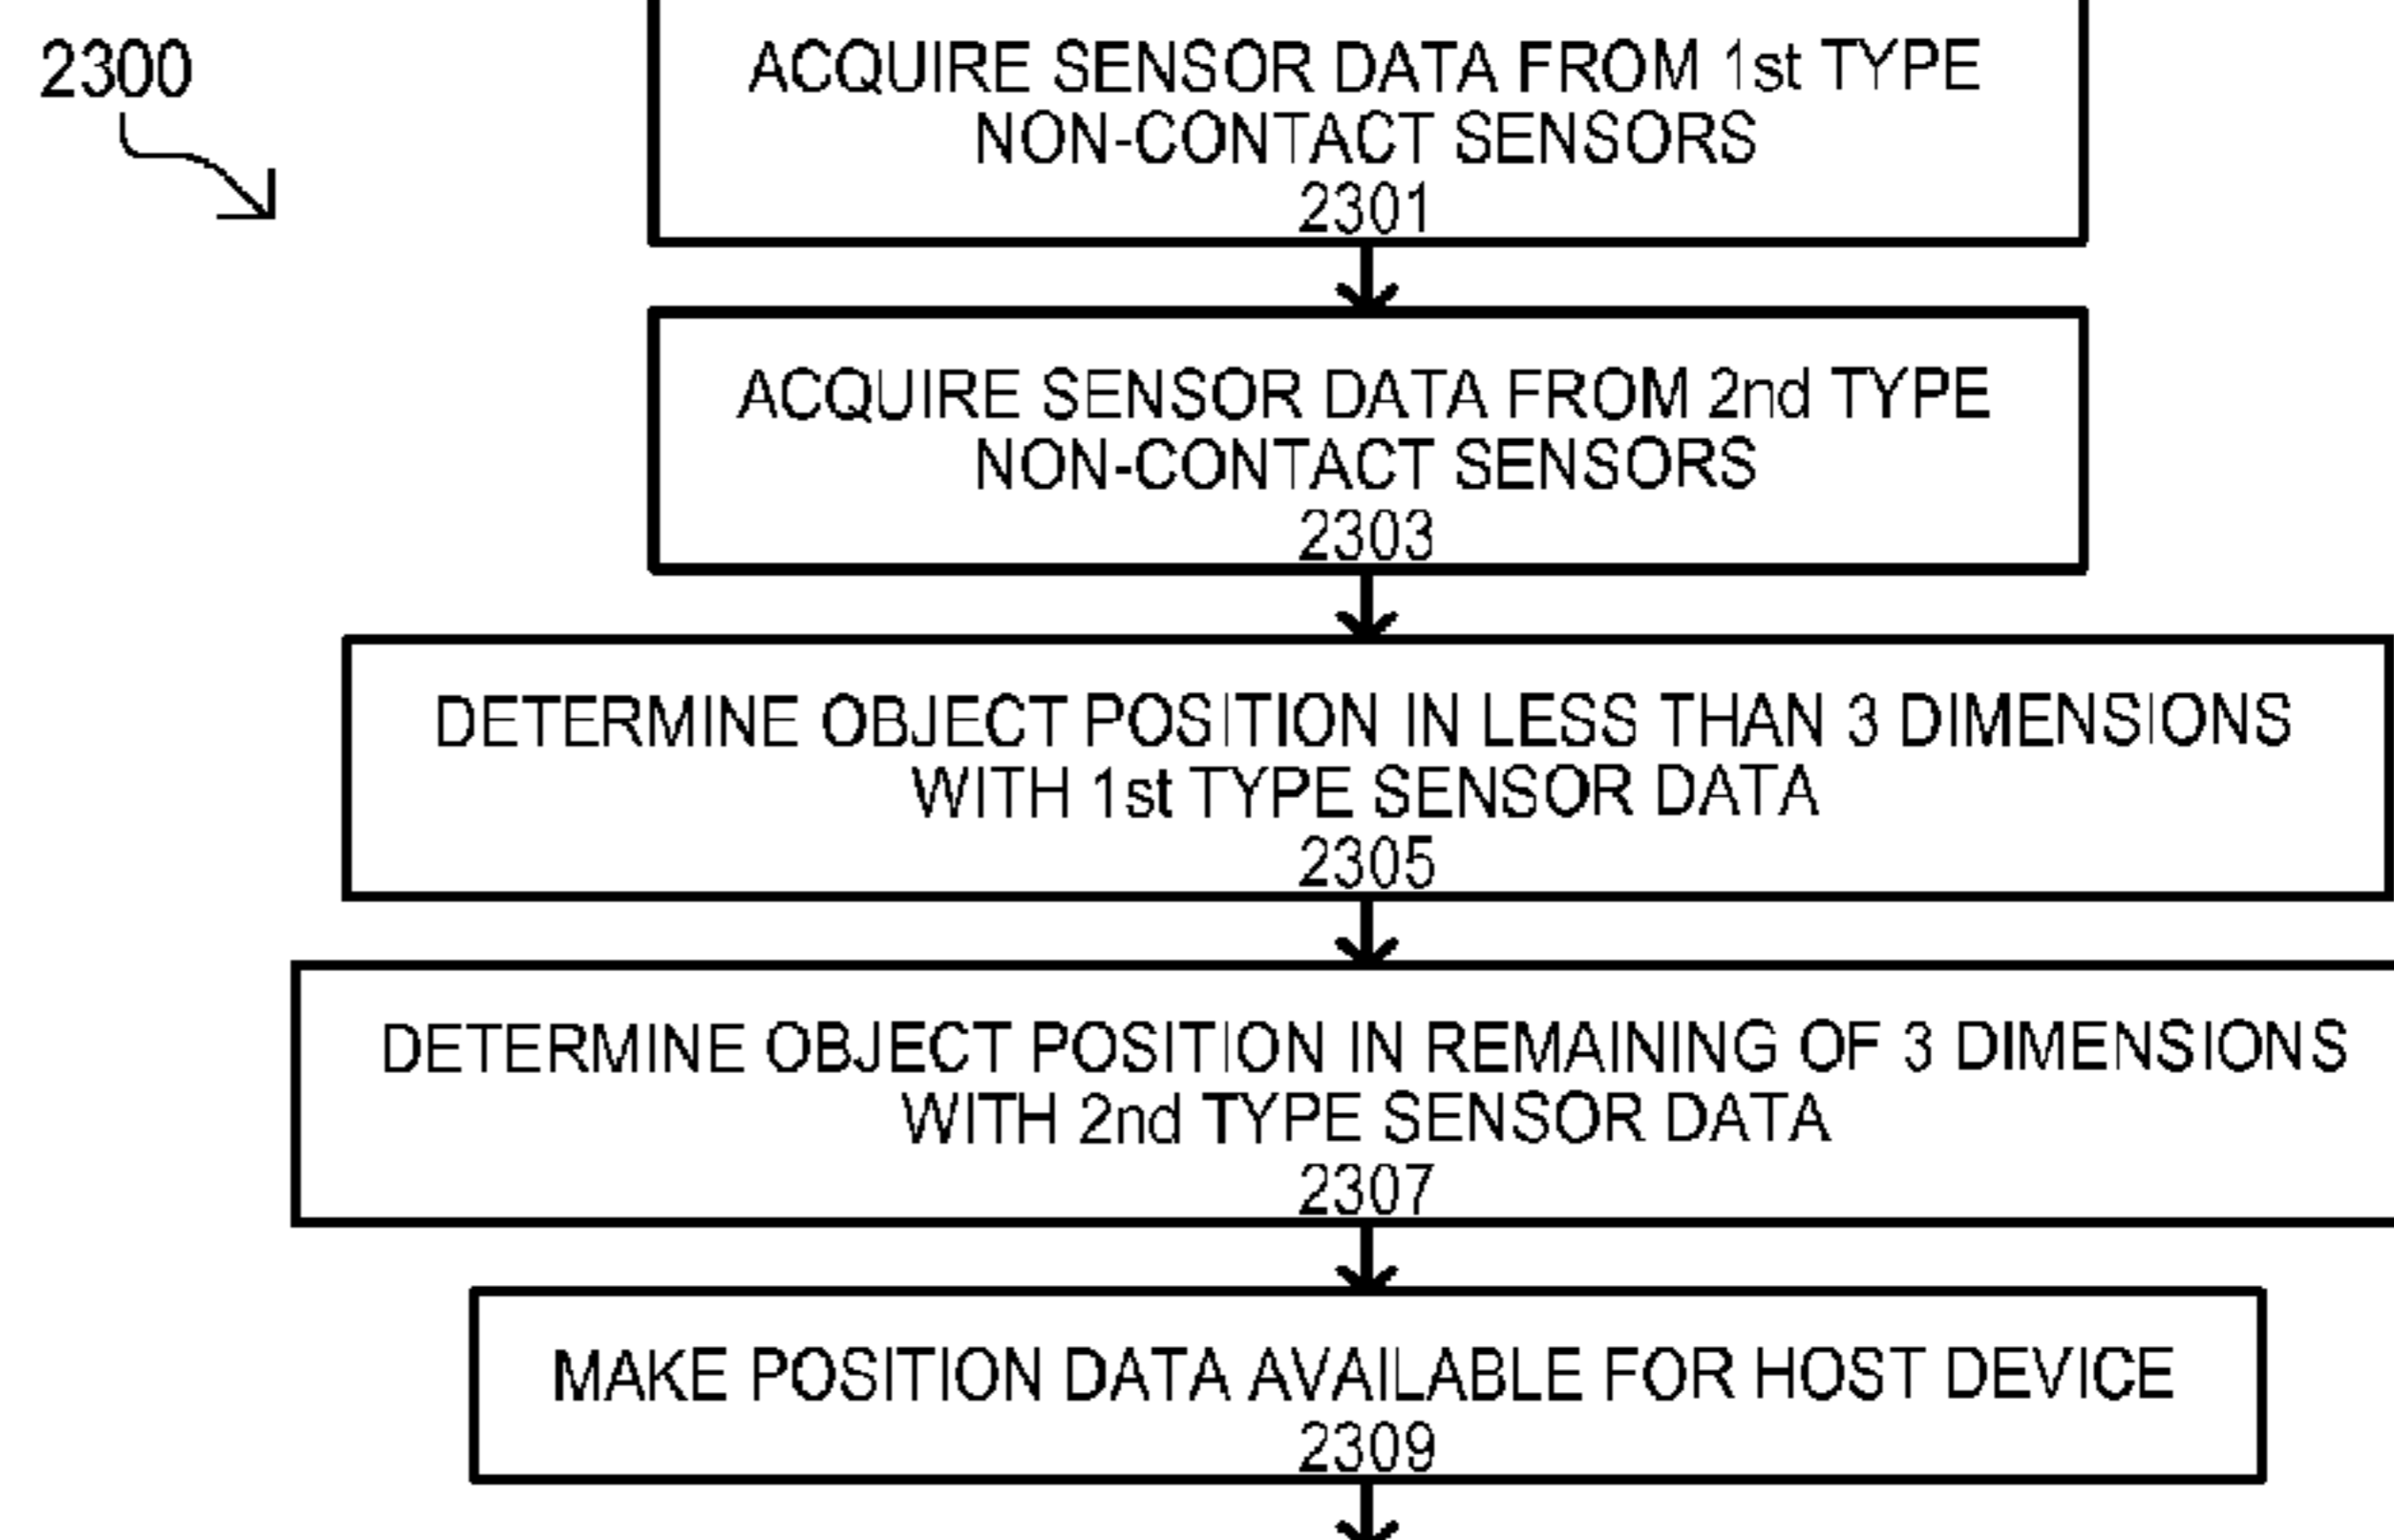 2300
ACQUIRE SENSOR DATA FROM 1st TYPE
NON-CONTACT SENSORS
2301
ACQUIRE SENSOR DATA FROM 2nd TYPE
NON-CONTACT SENSORS
2303
DETERMINE OBJECT POSITION IN LESS THAN 3 DIMENSIONS
WITH 1st TYPE SENSOR DATA
2305
DETERMINE OBJECT POSITION IN REMAINING OF 3 DIMENSIONS
WITH 2nd TYPE SENSOR DATA
2307
MAKE POSITION DATA AVAILABLE FOR HOST DEVICE
2309